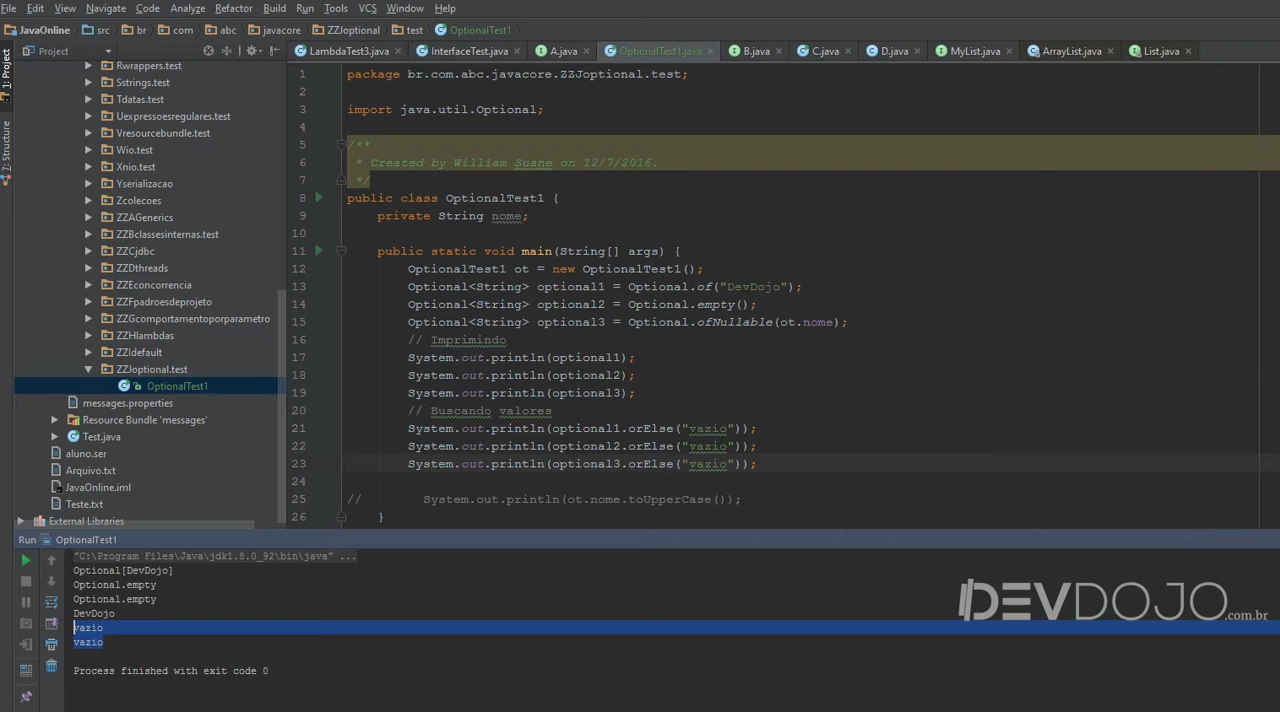 File Edit View Navigate Code Analyze Refactor Build Run Tools VCS Window Help
JavaOnline src br com abc javacore ZZJoptional test OptionalTest1
1: Project
7: Structure
Project
LambdaTest3.java InterfaceTest.java A.java OptionalTest1.java B.java C.java D.java MyList.java ArrayList.java List.java
Rwrappers.test
Sstrings.test
Tdatas.test
Uexpressoesregulares.test
Vresourcebundle.test
Wio.test
Xnio.test
Yserializacao
Zcolecoes
ZZAGenerics
ZZBclassesinternas.test
ZZCjdbc
ZZDthreads
ZZEconcorrencia
ZZFpadroesdeprojeto
ZZGcomportamentoporparametro
ZZHlambdas
ZZIdefault
ZZJoptional.test
OptionalTest1
messages.properties
Resource Bundle 'messages'
Test.java
aluno.ser
Arquivo.txt
JavaOnline.iml
Teste.txt
External Libraries
1 package br.com.abc.javacore.ZZJoptional.test;
2
3 import java.util.Optional;
4
5 /**
6 * Created by William Suane on 12/7/2016.
7 */
8 public class OptionalTest1 {
9 private String nome;
10
11 public static void main(String[] args) {
12 OptionalTest1 ot = new OptionalTest1();
13 Optional<String> optional1 = Optional.of("DevDojo");
14 Optional<String> optional2 = Optional.empty();
15 Optional<String> optional3 = Optional.ofNullable(ot.nome);
16 // Imprimindo
17 System.out.println(optional1);
18 System.out.println(optional2);
19 System.out.println(optional3);
20 // Buscando valores
21 System.out.println(optional1.orElse("vazio"));
22 System.out.println(optional2.orElse("vazio"));
23 System.out.println(optional3.orElse("vazio"));
24
25 // System.out.println(ot.nome.toUpperCase());
26 }
Run OptionalTest1
"C:\Program Files\Java\jdk1.8.0_92\bin\java" ...
Optional[DevDojo]
Optional.empty
Optional.empty
DevDojo
vazio
vazio
Process finished with exit code 0
DEVDOJO.com.br